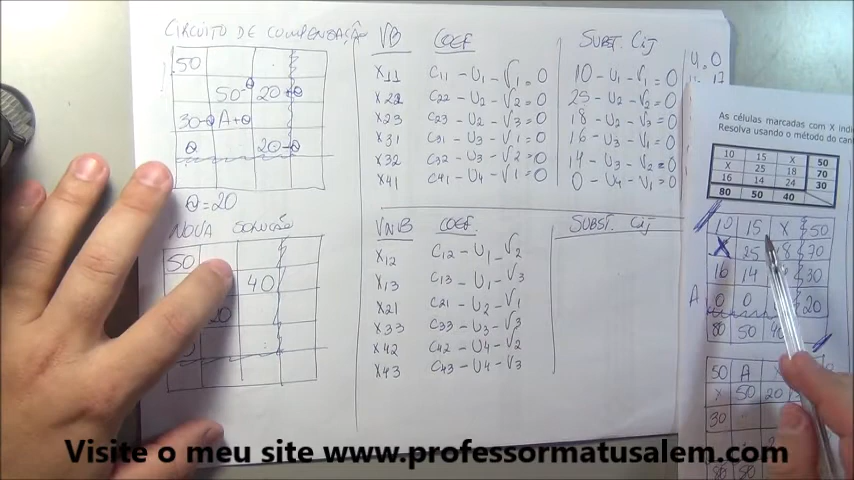 CIRCUITO DE COMPENSAÇÃO
50
50-θ 20+θ
30-θ A+θ
θ 20-θ
θ=20
NOVA SOLUÇÃO
50
40
20
VB COEF SUBST. Cij
X11 C11 - U1 - V1 = 0 10 - U1 - V1 = 0
X22 C22 - U2 - V2 = 0 25 - U2 - V2 = 0
X23 C23 - U2 - V3 = 0 18 - U2 - V3 = 0
X31 C31 - U3 - V1 = 0 16 - U3 - V1 = 0
X32 C32 - U3 - V2 = 0 14 - U3 - V2 = 0
X41 C41 - U4 - V1 = 0 0 - U4 - V1 = 0
VNB COEF. SUBST. Cij
X12 C12 - U1 - V2
X13 C13 - U1 - V3
X21 C21 - U2 - V1
X33 C33 - U3 - V3
X42 C42 - U4 - V2
X43 C43 - U4 - V3
As células marcadas com X
Resolva usando o método do
10 15 X 50
X 25 18 70
16 14 24 30
80 50 40
10 15 X 50
X 25 8 70
16 14 30
A 0 0 20
80 50
50 A
X 50 20
30
80 80
Visite o meu site www.professormatusalem.com